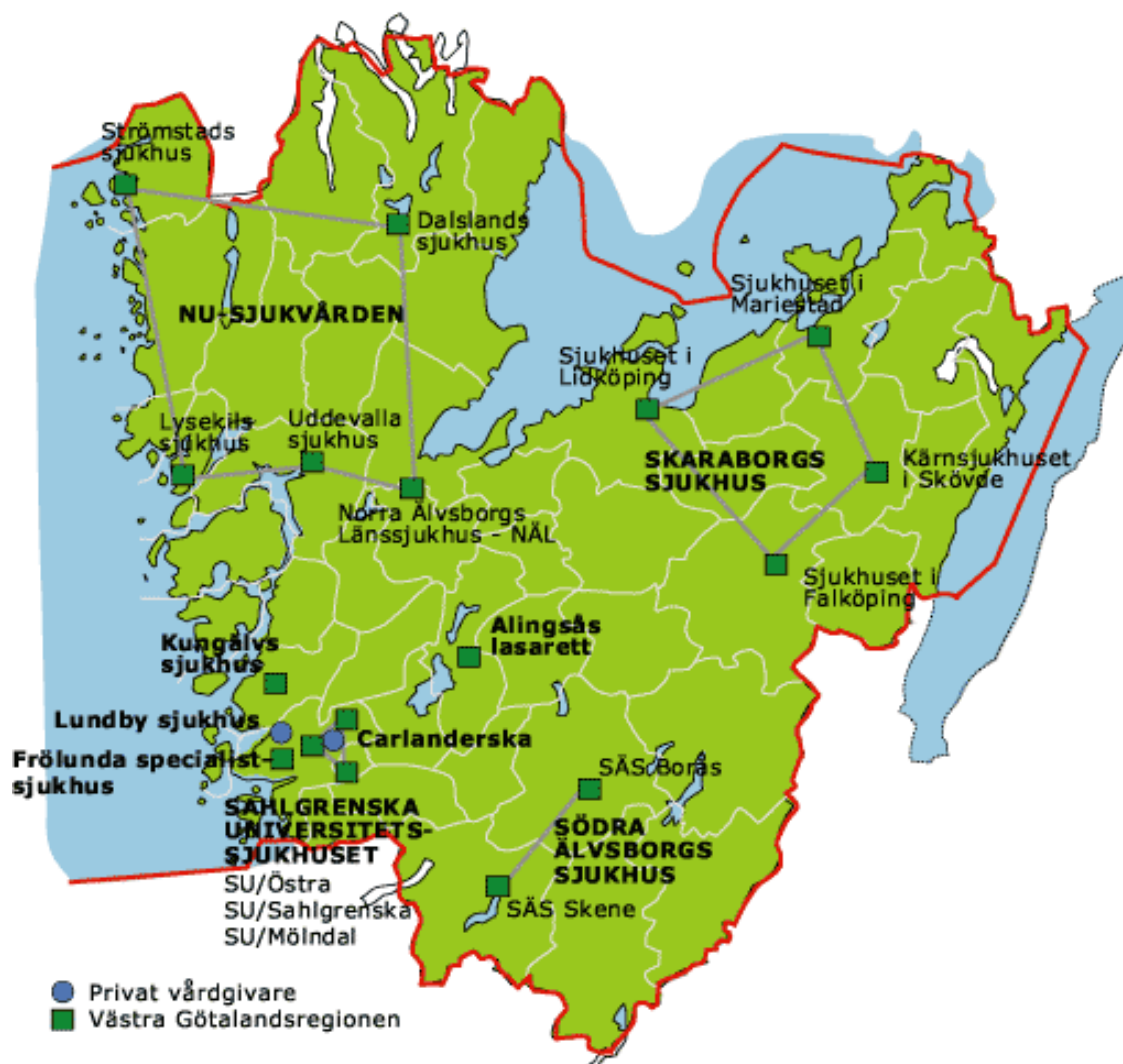 Strömstads
sjukhus
Dalslands
sjukhus
NU-SJUKVÅRDEN
Sjukhuset i
Mariestad
Sjukhuset i
Lidköping
Lysekils
sjukhus
Uddevalla
sjukhus
SKARABORGS
SJUKHUS
Kärnsjukhuset
i Skövde
Norra Älvsborgs
Länssjukhus - NÄL
Sjukhuset i
Falköping
Kungälvs
sjukhus
Alingsås
lasarett
Lundby sjukhus
Carlanderska
Frölunda specialist-
sjukhus
SÄS Borås
SAHLGRENSKA
UNIVERSITETS-
SJUKHUSET
SU/Östra
SU/Sahlgrenska
SU/Mölndal
SÖDRA
ÄLVSBORGS
SJUKHUS
SÄS Skene
Privat vårdgivare
Västra Götalandsregionen